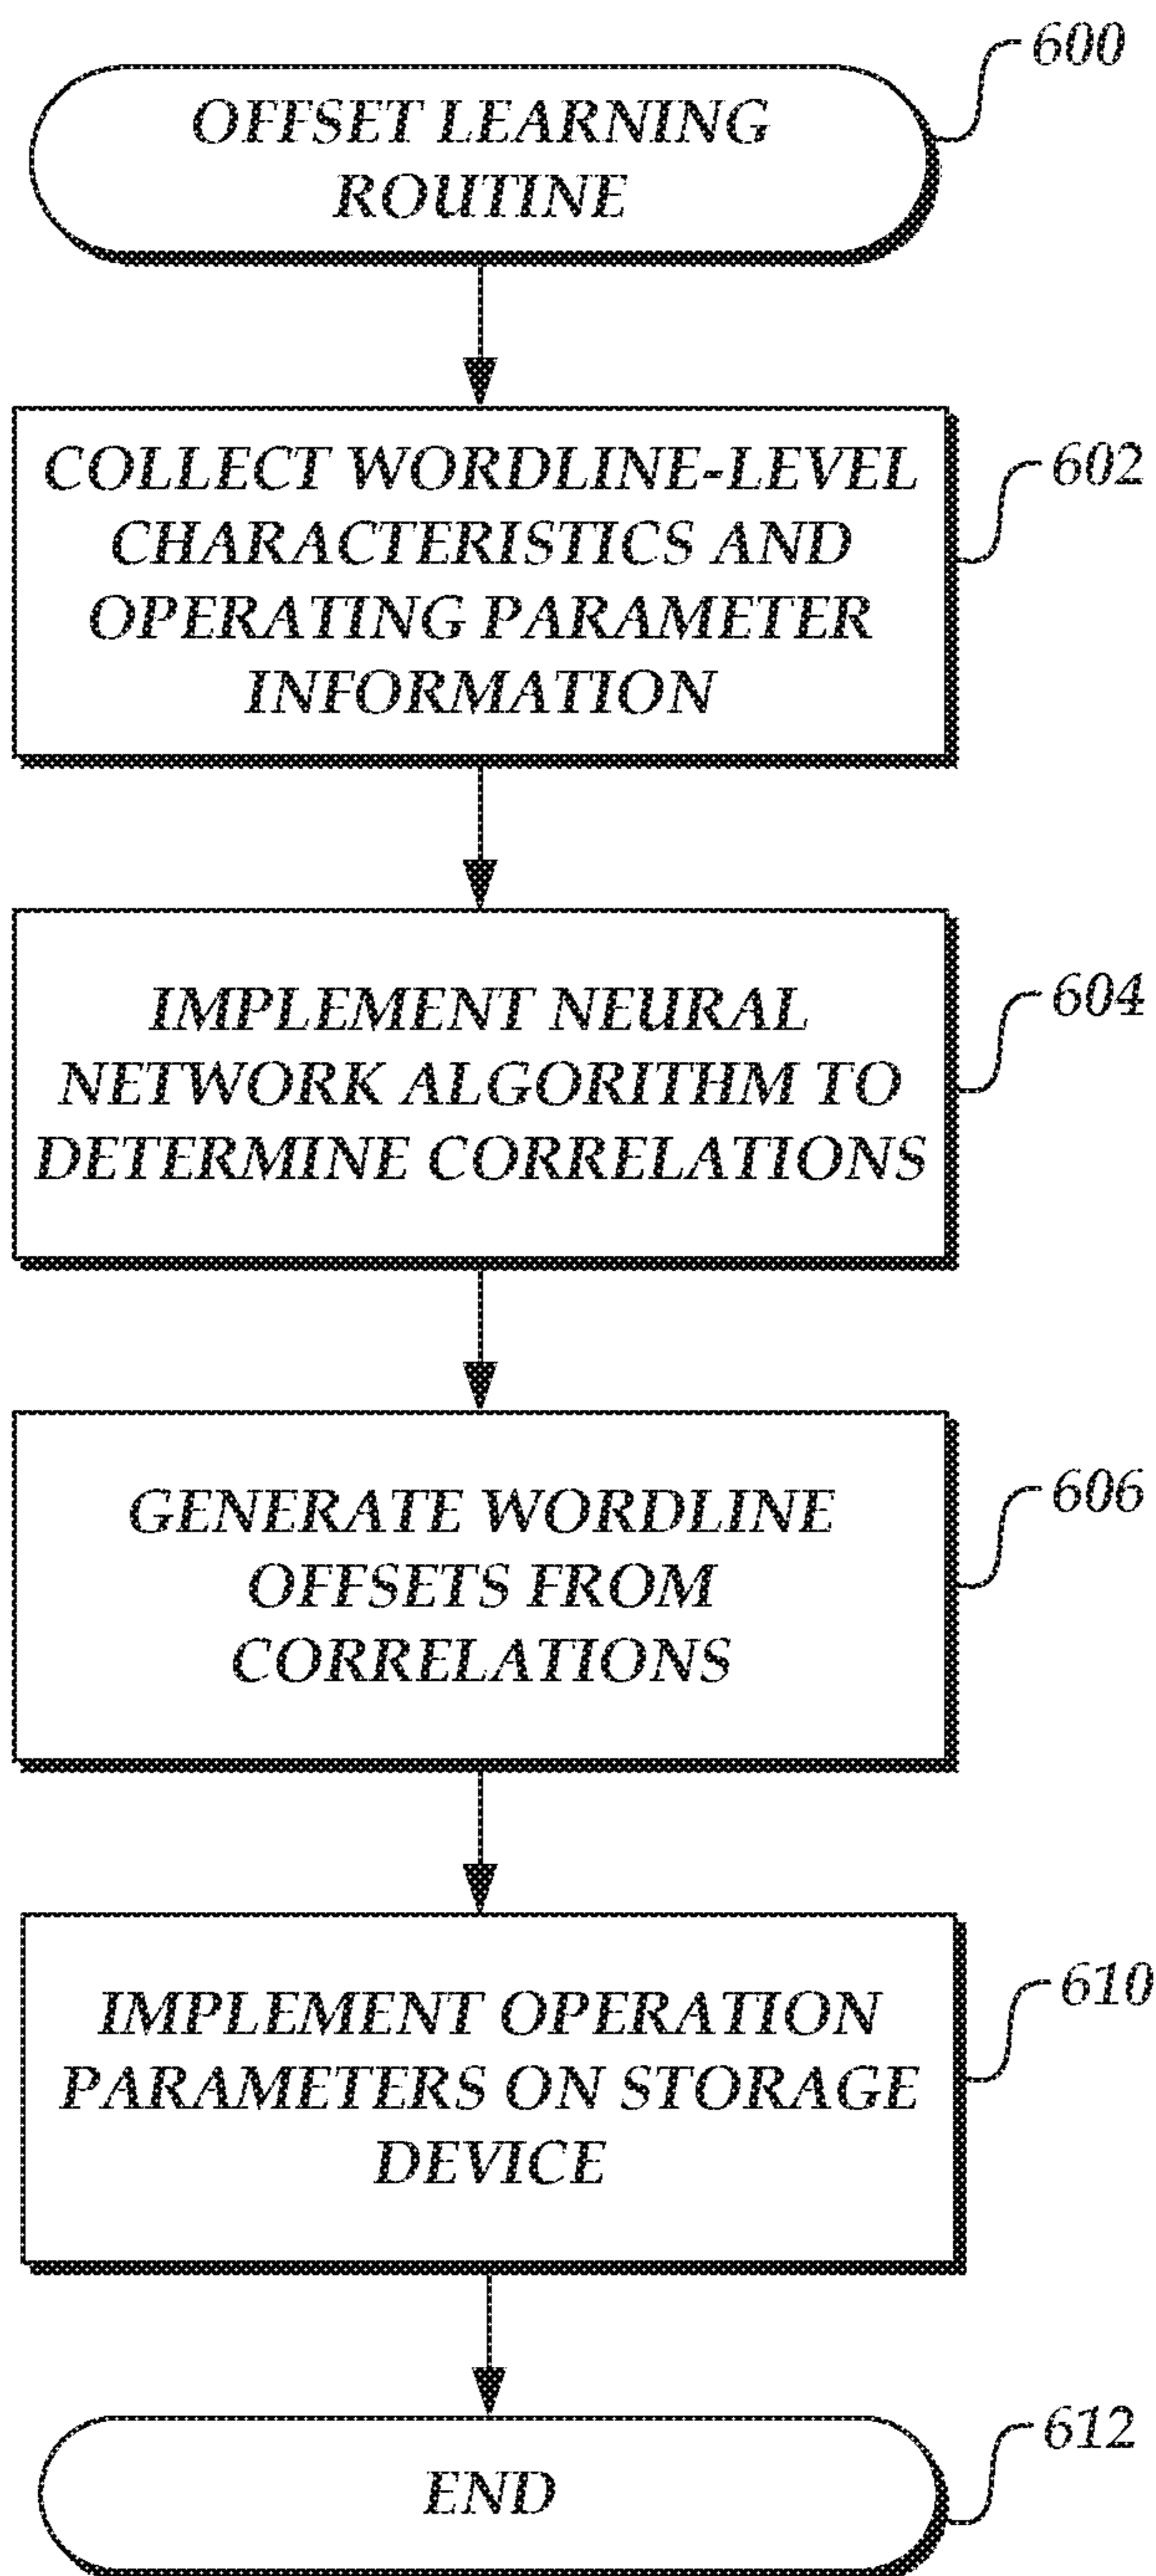 600
OFFSET LEARNING
ROUTINE
COLLECT WORDLINE-LEVEL
CHARACTERISTICS AND
OPERATING PARAMETER
INFORMATION
602
IMPLEMENT NEURAL
NETWORK ALGORITHM TO
DETERMINE CORRELATIONS
604
GENERATE WORDLINE
OFFSETS FROM
CORRELATIONS
606
IMPLEMENT OPERATION
PARAMETERS ON STORAGE
DEVICE
610
END
612